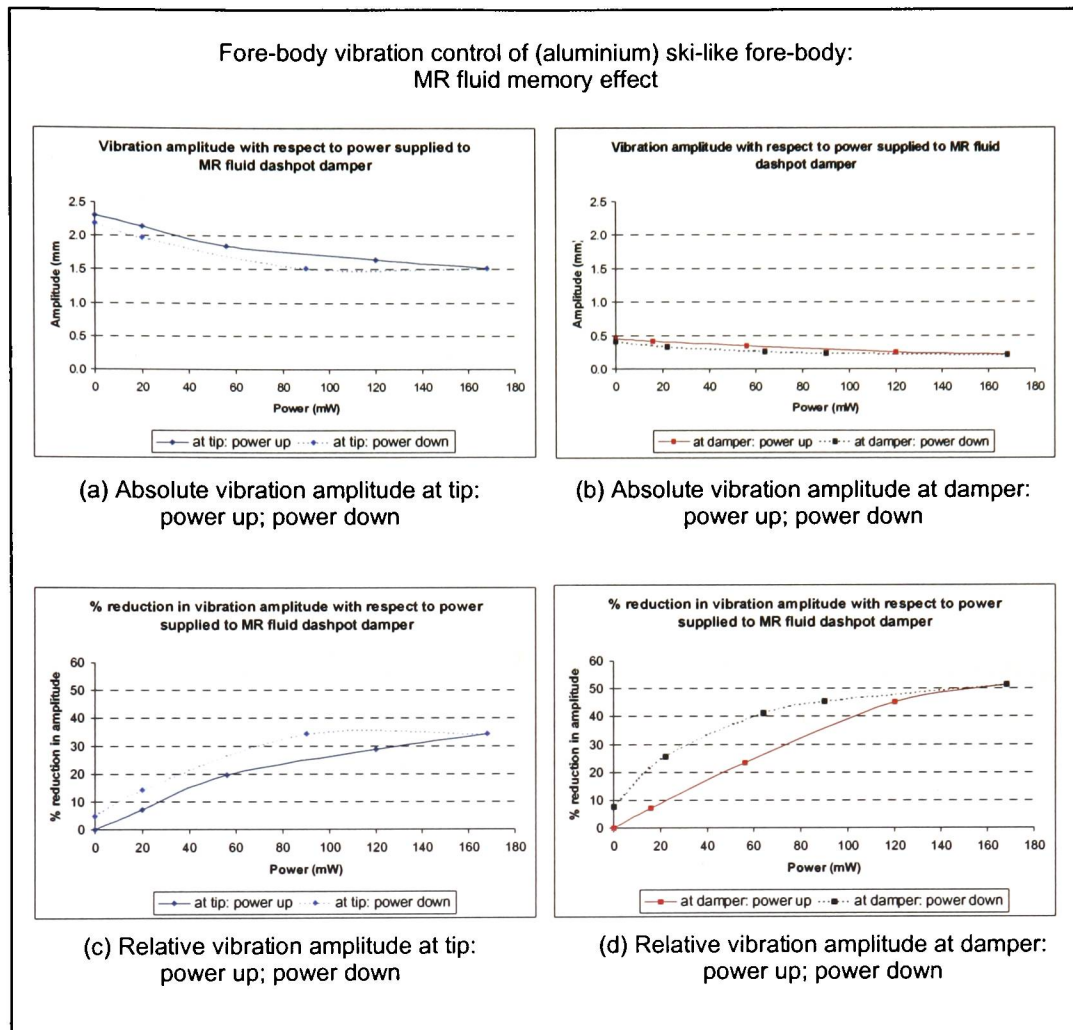 Fore-body vibration control of (aluminium) ski-like fore-body:
MR fluid memory effect
Vibration amplitude with respect to power supplied to
MR fluid dashpot damper
2.5
2.0
1.5
1.0
0.5
0.0
Amplitude (mm
0 20 40 60 80 100 120 140 160 180
Power (mW)
at tip: power up at tip: power down
(a) Absolute vibration amplitude at tip:
power up; power down
Vibration amplitude with respect to power supplied to MR fluid
dashpot damper
2.5
2.0
1.5
1.0
0.5
0.0
Amplitude (mm
0 20 40 60 80 100 120 140 160 180
Power (mW)
at damper: power up at damper: power down
(b) Absolute vibration amplitude at damper:
power up; power down
% reduction in vibration amplitude with respect to power
supplied to MR fluid dashpot damper
60
50
40
30
20
10
0
% reduction in amplitude
0 20 40 60 80 100 120 140 160 180
Power (mW)
at tip: power up at tip: power down
(c) Relative vibration amplitude at tip:
power up; power down
% reduction in vibration amplitude with respect to power
supplied to MR fluid dashpot damper
60
50
40
30
20
10
0
% reduction in amplitude
0 20 40 60 80 100 120 140 160 180
Power (mW)
at damper: power up at damper: power down
(d) Relative vibration amplitude at damper:
power up; power down